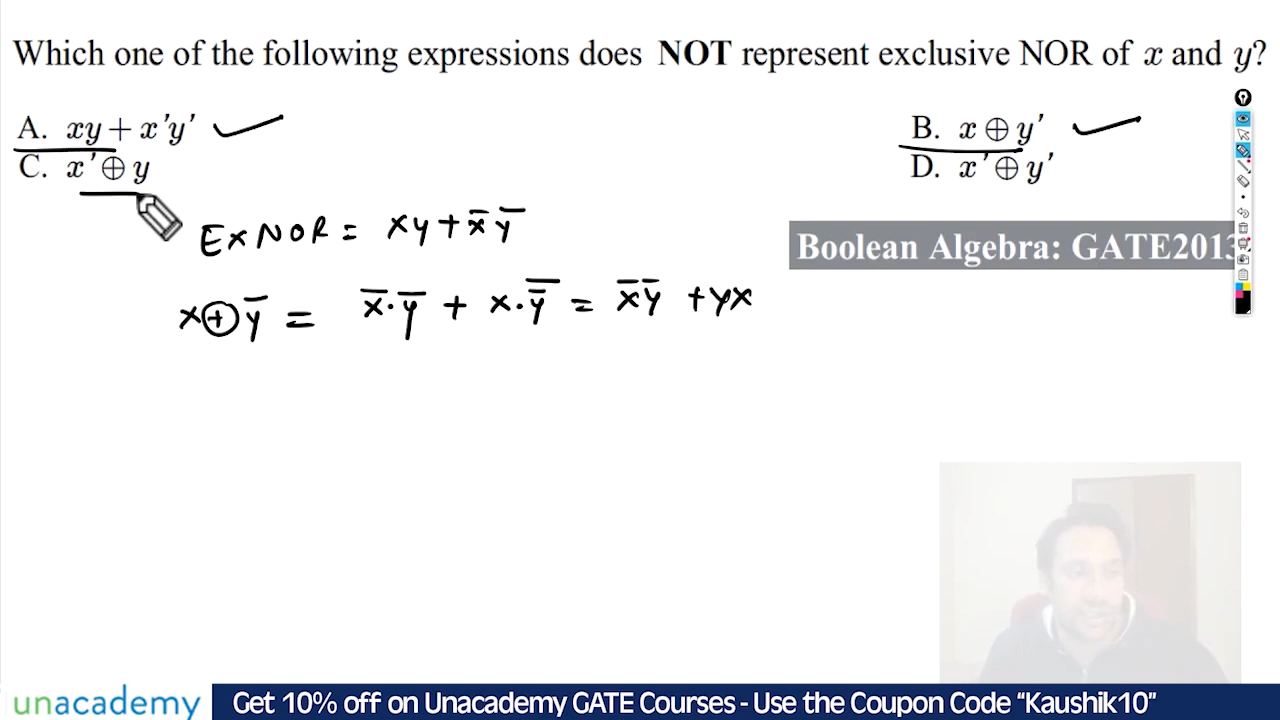 Which one of the following expressions does NOT represent exclusive NOR of x and y?
A. xy + x'y'
B. x ⊕ y'
C. x' ⊕ y
D. x' ⊕ y'
Boolean Algebra: GATE2013
ExNOR = xy + x̅ y̅
x ⊕ y̅ = x̅ · y̅ + x · y̿ = x̅ y̅ + yx
unacademy
Get 10% off on Unacademy GATE Courses - Use the Coupon Code “Kaushik10”